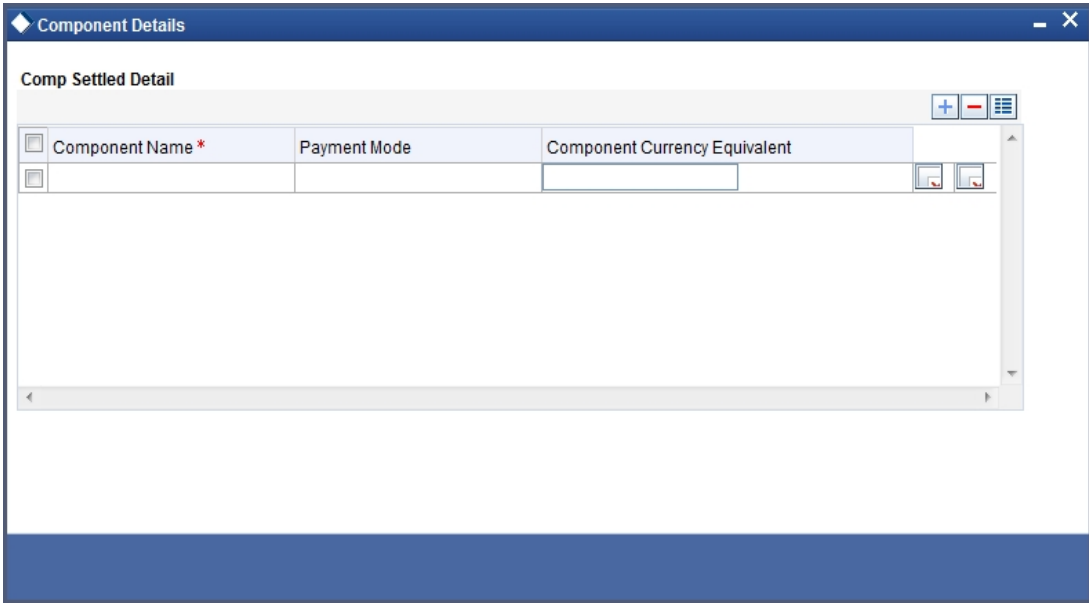 Component Details
Comp Settled Detail
Component Name * Payment Mode Component Currency Equivalent